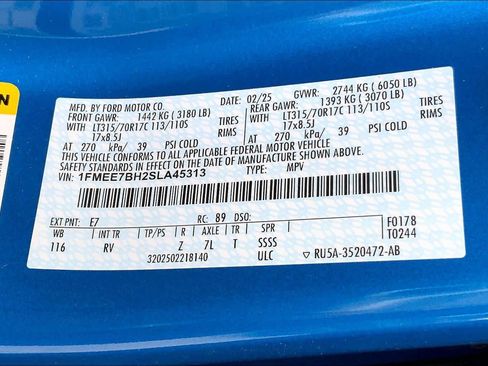 ON
MFD. BY FORD MOTOR CO.
FRONT GAWR: 1442 KG ( 3180 LB)
WITH LT315/70R17C 113/110S TIRES
17x8.5J RIMS
AT 270 kPa/ 39 PSI COLD
DATE: 02/25 GVWR: 2744 KG ( 6050 LB)
REAR GAWR: 1393 KG ( 3070 LB)
WITH LT315/70R17C 113/110S TIRES
17x8.5J RIMS
AT 270 kPa/ 39 PSI COLD
THIS VEHICLE CONFORMS TO ALL APPLICABLE FEDERAL MOTOR VEHICLE
SAFETY STANDARDS IN EFFECT ON THE DATE OF MANUFACTURE SHOWN ABOVE.
VIN: 1FMEE7BH2SLA45313 TYPE: MPV
EXT PNT: E7 RC: 89 DSO:
WB INT TR TP/PS R AXLE TR SPR
116 RV Z 7L T SSSS
3202502218140 ULC
F0178
T0244
RU5A-3520472-AB